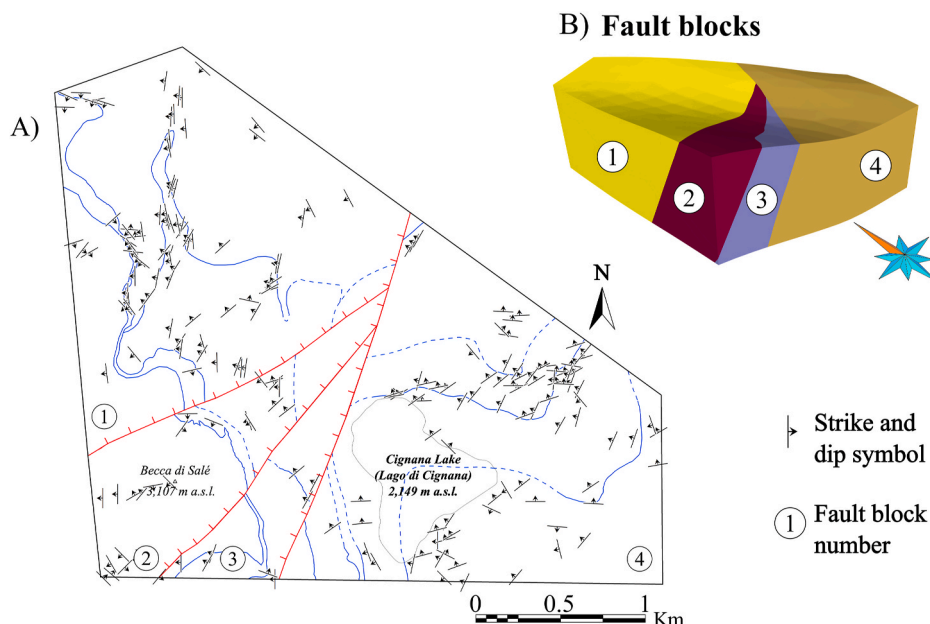 A)
B) Fault blocks
1
2
3
4
N
1
Becca di Salé
3,107 m a.s.l.
Cignana Lake
(Lago di Cignana)
2,149 m a.s.l.
2
3
4
Strike and
dip symbol
1 Fault block
number
0 0.5 1
Km